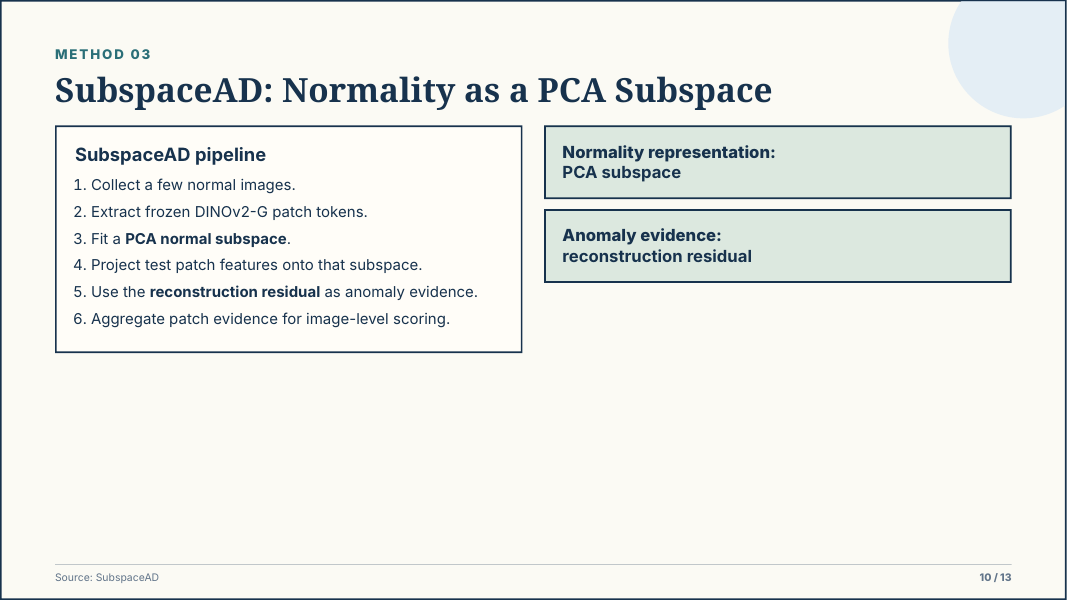 METHOD 03
SubspaceAD: Normality as a PCA Subspace
SubspaceAD pipeline
1. Collect a few normal images.
2. Extract frozen DINOv2-G patch tokens.
3. Fit a PCA normal subspace.
4. Project test patch features onto that subspace.
5. Use the reconstruction residual as anomaly evidence.
6. Aggregate patch evidence for image-level scoring.
Normality representation:
PCA subspace
Anomaly evidence:
reconstruction residual
Source: SubspaceAD
10 / 13